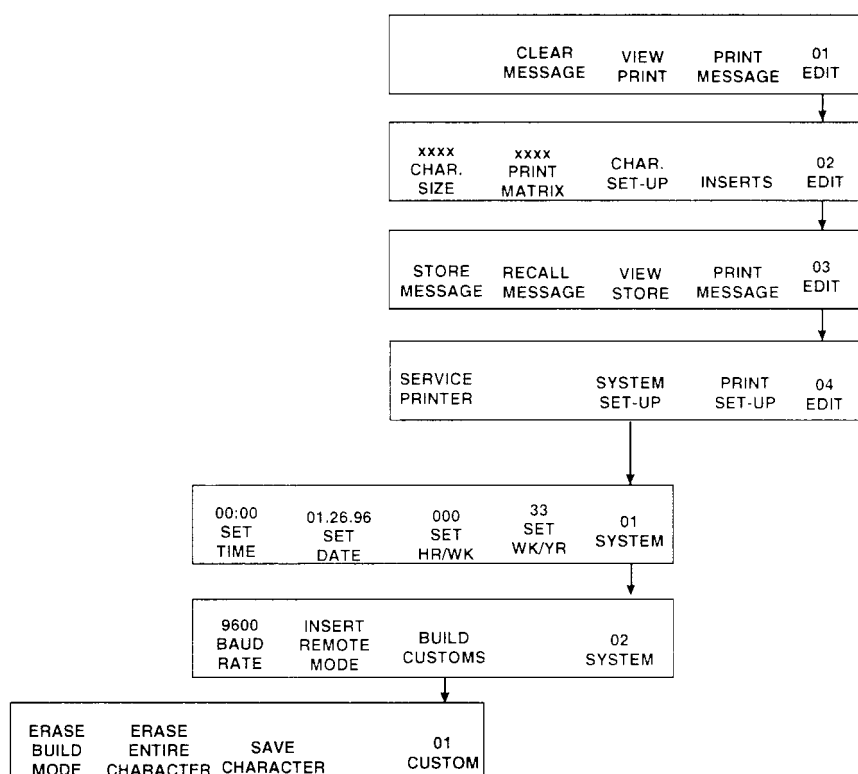 CLEAR VIEW PRINT 01
MESSAGE PRINT MESSAGE EDIT
xxxx xxxx CHAR. 02
CHAR. PRINT SET-UP INSERTS EDIT
SIZE MATRIX
STORE RECALL VIEW PRINT 03
MESSAGE MESSAGE STORE MESSAGE EDIT
SERVICE SYSTEM PRINT 04
PRINTER SET-UP SET-UP EDIT
00:00 01.26.96 000 33 01
SET SET SET SET SYSTEM
TIME DATE HR/WK WK/YR
9600 INSERT BUILD 02
BAUD REMOTE CUSTOMS SYSTEM
RATE MODE
ERASE ERASE SAVE 01
BUILD ENTIRE CHARACTER CUSTOM
MODE CHARACTER